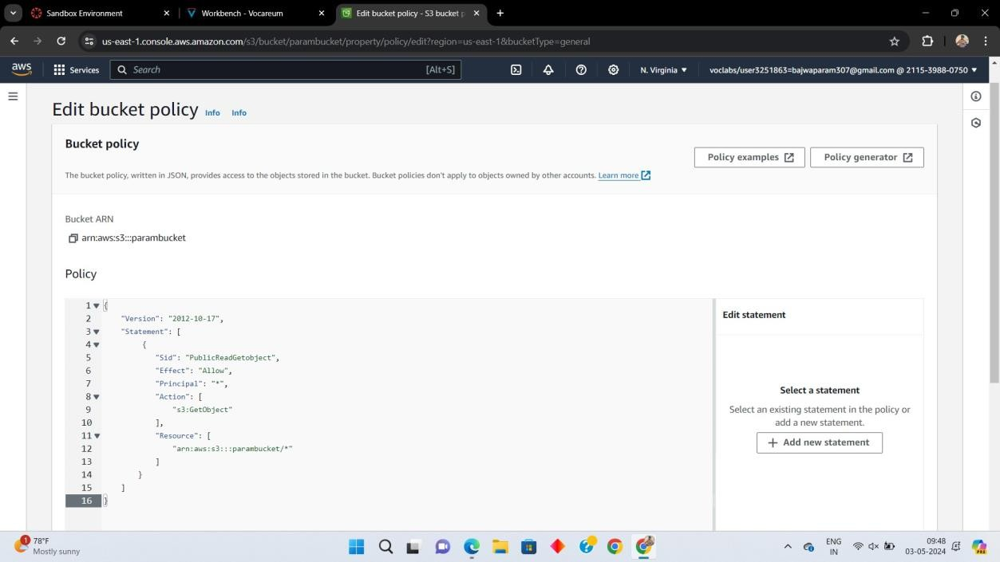 Sandbox Environment
Workbench - Vocareum
Edit bucket policy - S3 bucket p
us-east-1.console.aws.amazon.com/s3/bucket/parambucket/property/policy/edit?region=us-east-1&bucketType=general
aws
Services
Search
[Alt+S]
N. Virginia
voclabs/user3251863=bajwaparam307@gmail.com @ 2115-3988-0750
Edit bucket policy Info Info
Bucket policy
Policy examples
Policy generator
The bucket policy, written in JSON, provides access to the objects stored in the bucket. Bucket policies don't apply to objects owned by other accounts. Learn more
Bucket ARN
arn:aws:s3:::parambucket
Policy
1 {
2 "Version": "2012-10-17",
3 "Statement": [
4 {
5 "Sid": "PublicReadGetobject",
6 "Effect": "Allow",
7 "Principal": "*",
8 "Action": [
9 "s3:GetObject"
10 ],
11 "Resource": [
12 "arn:aws:s3:::parambucket/*"
13 ]
14 }
15 ]
16 }
Edit statement
Select a statement
Select an existing statement in the policy or
add a new statement.
+ Add new statement
1
78°F
Mostly sunny
ENG
IN
09:48
03-05-2024
PRE